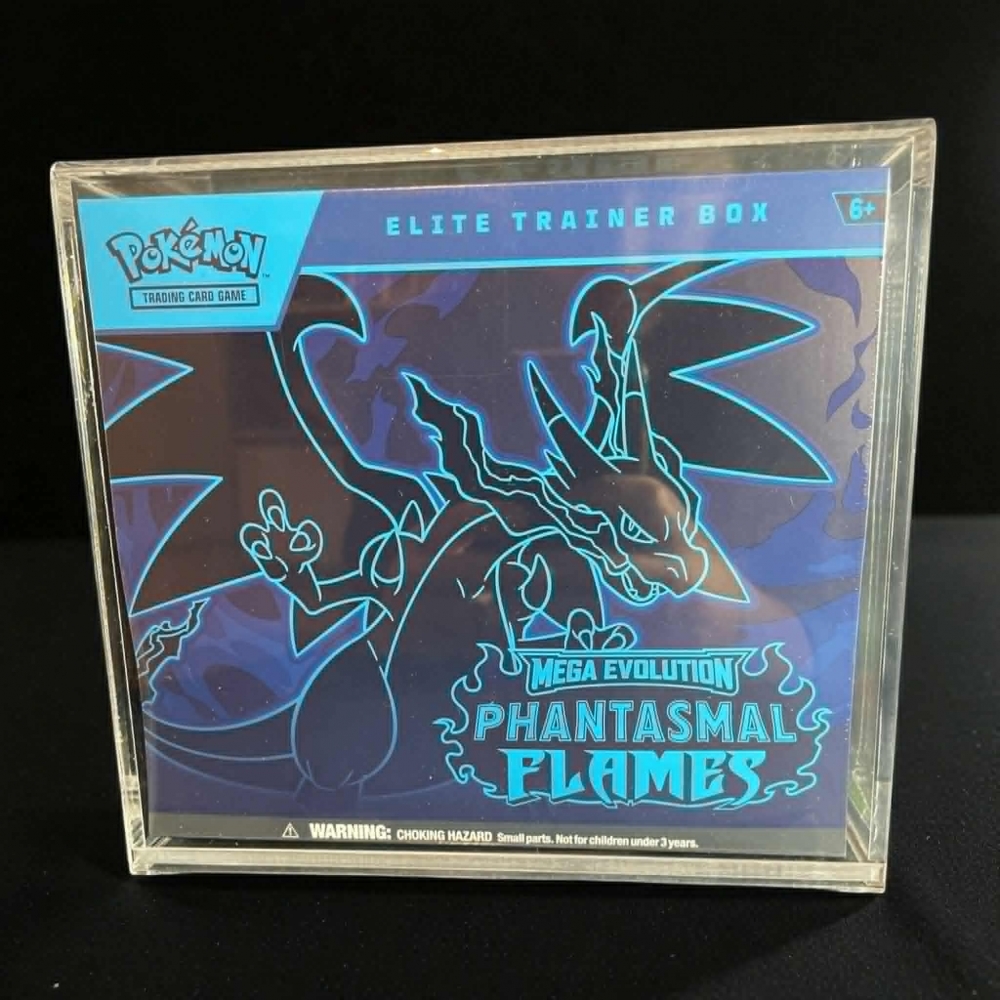 ELITE TRAINER BOX
6+
POKéMON
TRADING CARD GAME
MEGA EVOLUTION
PHANTASMAL
FLAMES
WARNING: CHOKING HAZARD Small parts. Not for children under 3 years.